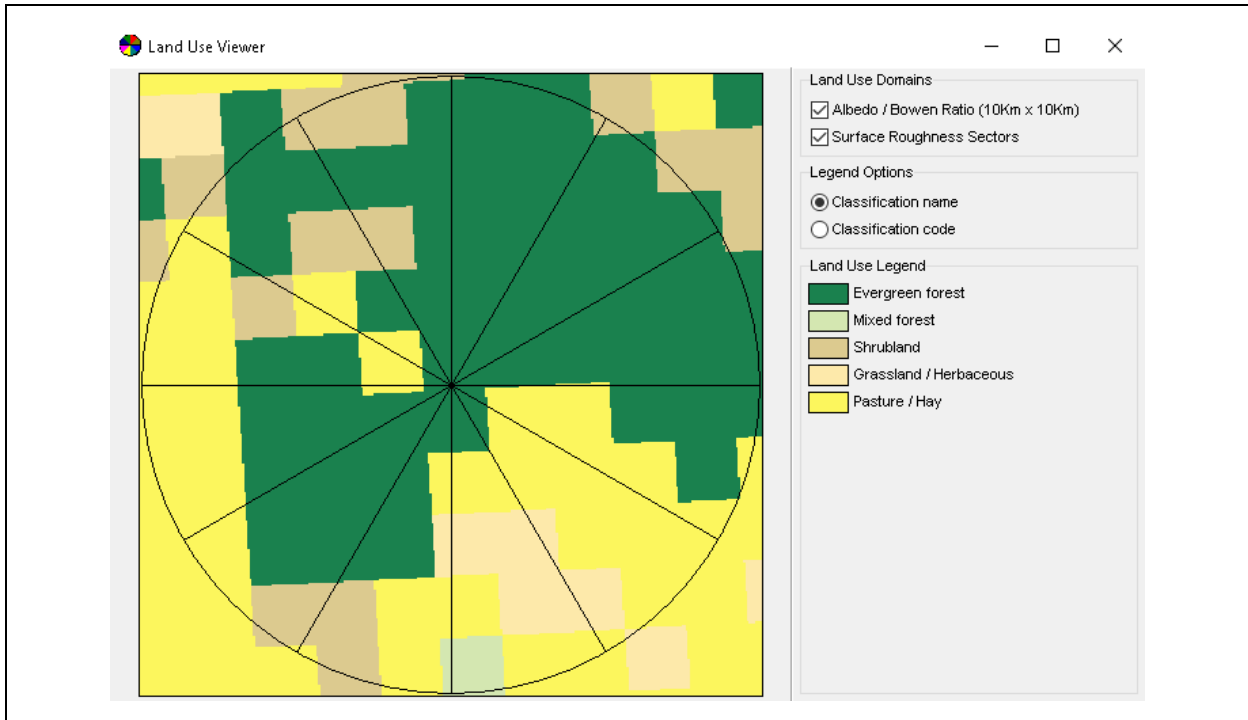 Land Use Viewer
Land Use Domains
Albedo / Bowen Ratio (10Km x 10Km)
Surface Roughness Sectors
Legend Options
Classification name
Classification code
Land Use Legend
Evergreen forest
Mixed forest
Shrubland
Grassland / Herbaceous
Pasture / Hay